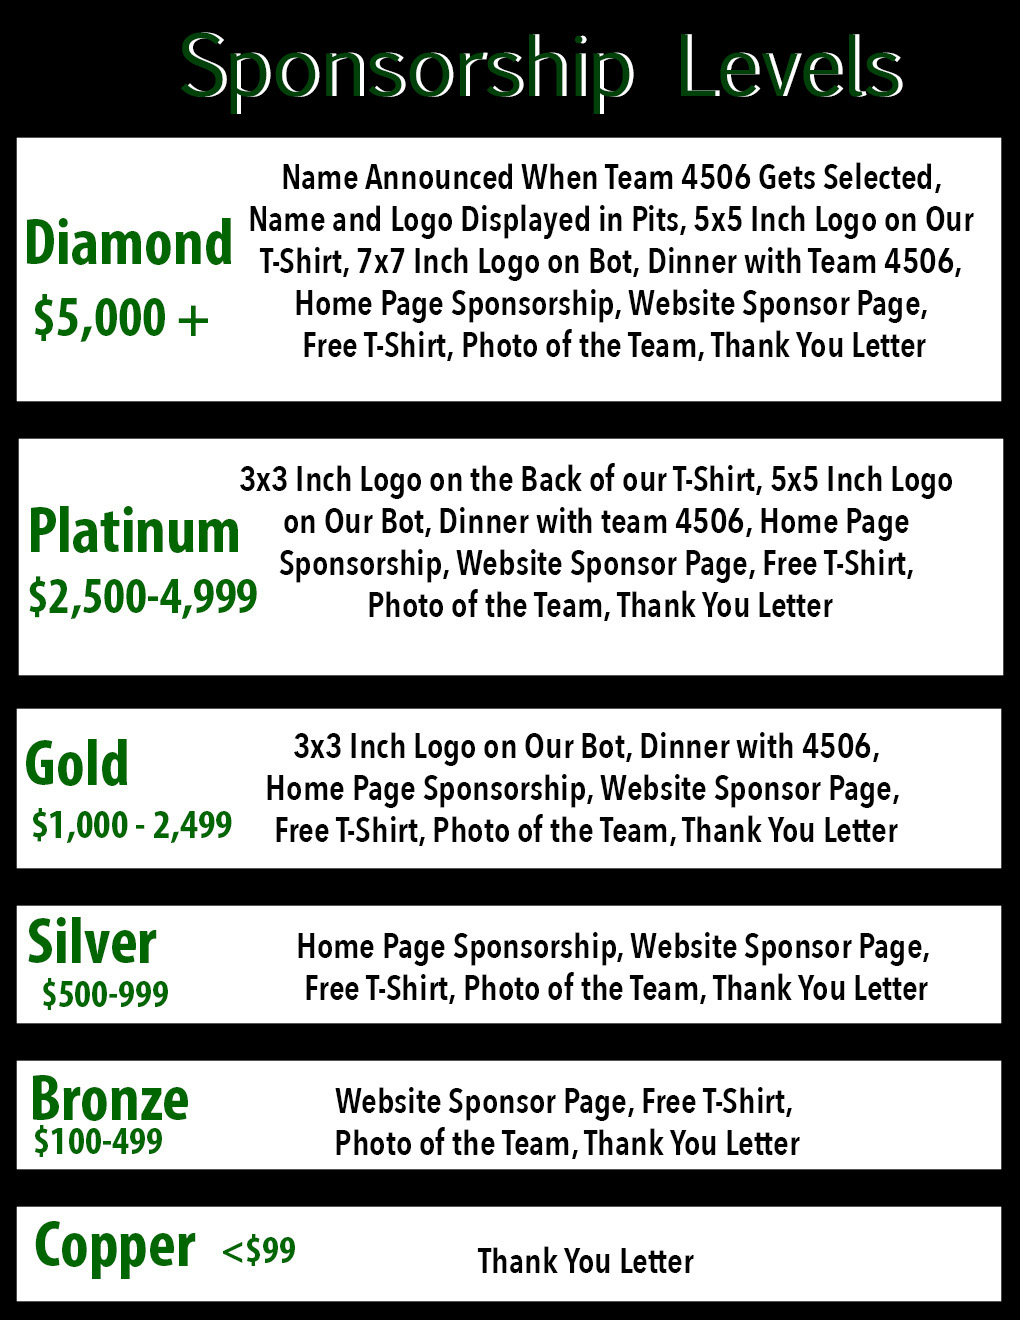 Sponsorship Levels
Diamond
$5,000 +
Name Announced When Team 4506 Gets Selected,
Name and Logo Displayed in Pits, 5x5 Inch Logo on Our
T-Shirt, 7x7 Inch Logo on Bot, Dinner with Team 4506,
Home Page Sponsorship, Website Sponsor Page,
Free T-Shirt, Photo of the Team, Thank You Letter
Platinum
$2,500-4,999
3x3 Inch Logo on the Back of our T-Shirt, 5x5 Inch Logo
on Our Bot, Dinner with team 4506, Home Page
Sponsorship, Website Sponsor Page, Free T-Shirt,
Photo of the Team, Thank You Letter
Gold
$1,000 - 2,499
3x3 Inch Logo on Our Bot, Dinner with 4506,
Home Page Sponsorship, Website Sponsor Page,
Free T-Shirt, Photo of the Team, Thank You Letter
Silver
$500-999
Home Page Sponsorship, Website Sponsor Page,
Free T-Shirt, Photo of the Team, Thank You Letter
Bronze
$100-499
Website Sponsor Page, Free T-Shirt,
Photo of the Team, Thank You Letter
Copper <$99
Thank You Letter